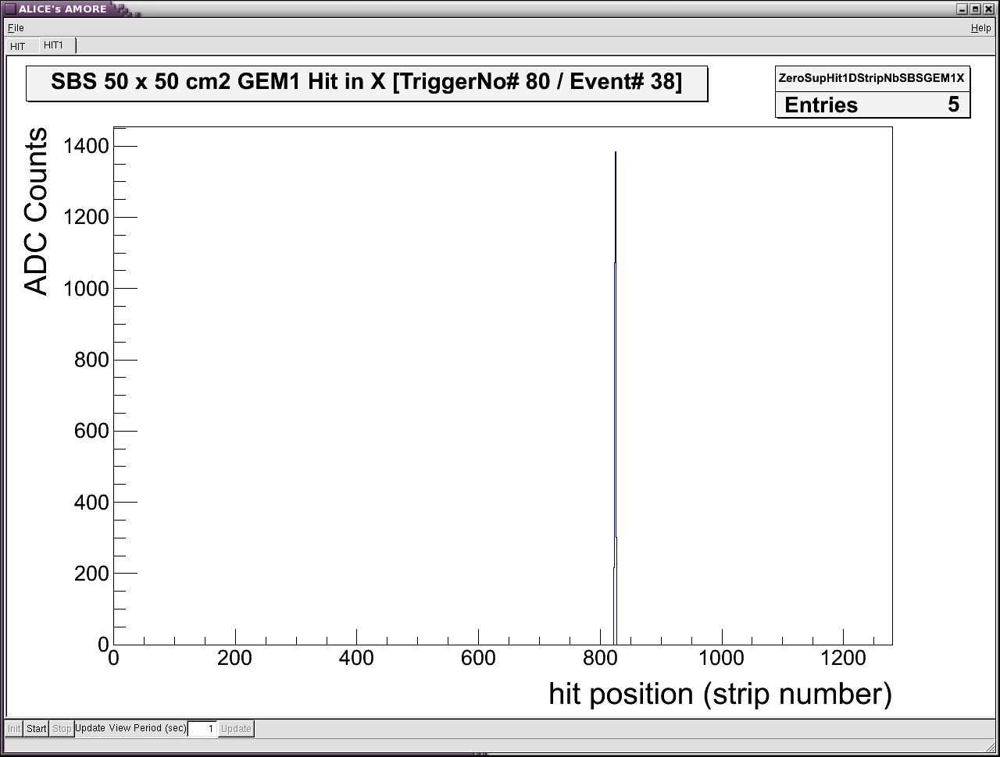 ALICE's AMORE
File Help
HIT HIT1
SBS 50 x 50 cm2 GEM1 Hit in X [TriggerNo# 80 / Event# 38]
ZeroSupHit1DStripNbSBSGEM1X
Entries 5
ADC Counts
1400
1200
1000
800
600
400
200
0
0 200 400 600 800 1000 1200
hit position (strip number)
Init Start Stop Update View Period (sec) 1 Update